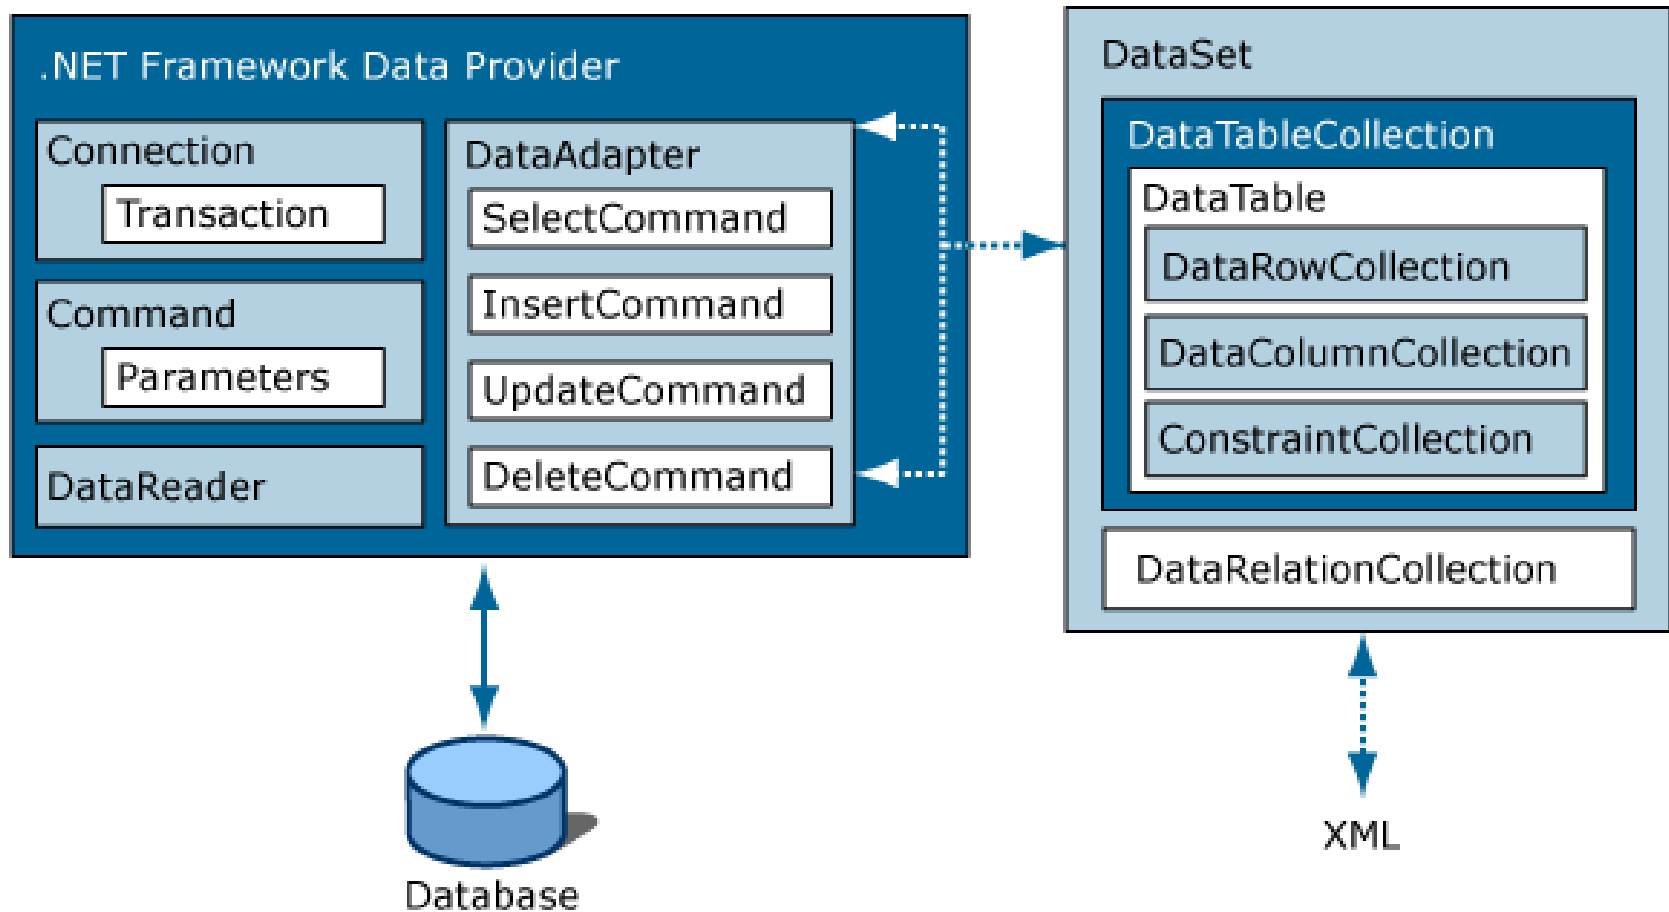 .NET Framework Data Provider
Connection
Transaction
Command
Parameters
DataReader
DataAdapter
SelectCommand
InsertCommand
UpdateCommand
DeleteCommand
Database
DataSet
DataTableCollection
DataTable
DataRowCollection
DataColumnCollection
ConstraintCollection
DataRelationCollection
XML